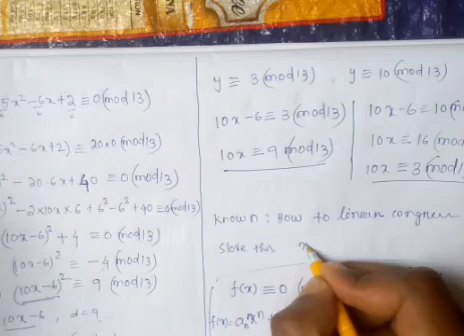 5x²-6x+2 ≡ 0 (mod 13)
x²-6x+2) ≡ 20×0 (mod 13)
² - 20·6x + 40 ≡ 0 (mod 13)
)² - 2×10x×6 + 6² - 6² + 40 ≡ 0 (mod 13)
(10x-6)² + 4 ≡ 0 (mod 13)
(10x-6)² ≡ -4 (mod 13)
(10x-6)² ≡ 9 (mod 13)
10x-6, a=9
y ≡ 3 (mod 13), y ≡ 10 (mod 13)
10x-6 ≡ 3 (mod 13)
10x ≡ 9 (mod 13)
10x-6 ≡ 10 (m
10x ≡ 16 (mod
10x ≡ 3 (mod 1
Known: How to linear congruen
Slove this
f(x) ≡ 0 (
f(x) = aₙxⁿ +